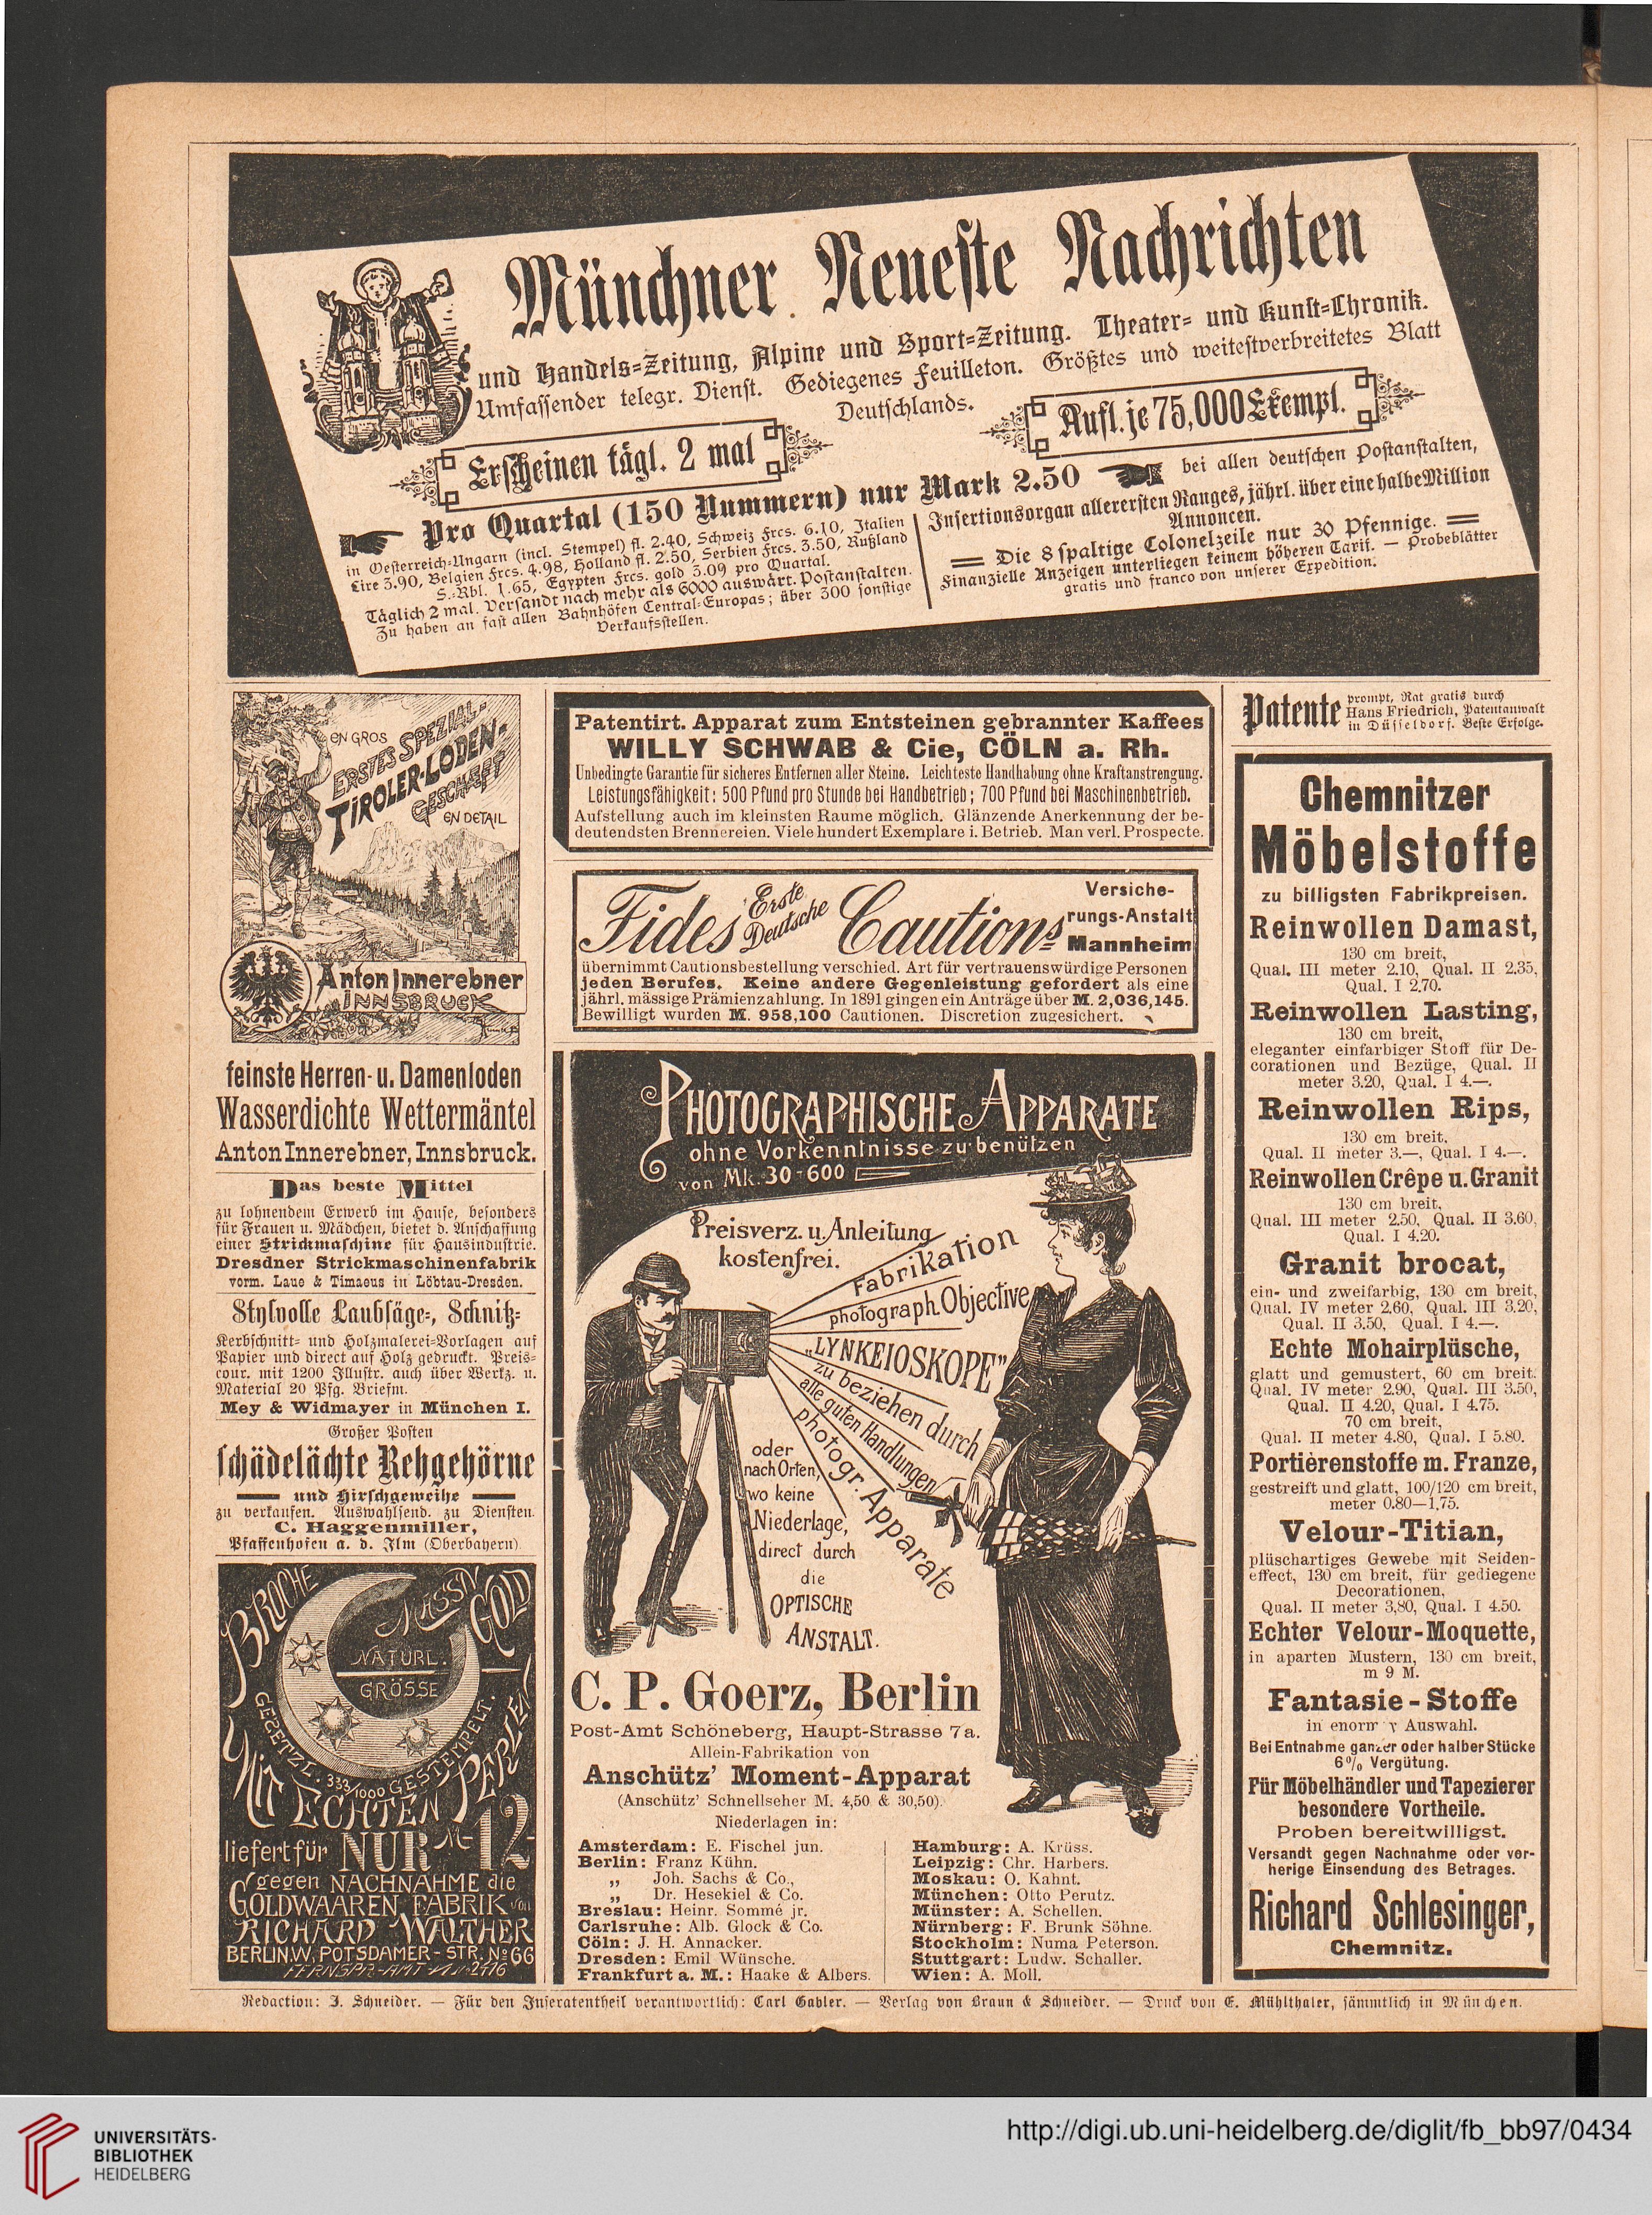 Münchner Neueste Nachrichten
und Handels=Zeitung, Alpine und Sport=Zeitung. Theater= und Kunst=Chronik.
Umfassender telegr. Dienst. Gediegenes Feuilleton. Größtes und weitestverbreitetes Blatt
Deutschlands.
Erscheinen tägl. 2 mal
Aufl. je 75,000 Exempl.
Pro Quartal (150 Nummern) nur Mark 2.50
bei allen deutschen Postanstalten,
in Oesterreich=Ungarn (incl. Stempel) fl. 2.40, Schweiz Frcs. 6.10, Italien
Lire 3.90, Belgien Frcs. 4.98, Holland fl. 2.50, Serbien Frcs. 3.50, Rußland
S.=Rbl. 1.65, Egypten Frcs. gold 3.09 pro Quartal.
Täglich 2 mal. Versandt nach mehr als 6000 auswärt. Postanstalten.
Zu haben an fast allen Bahnhöfen Central=Europas; über 300 sonstige
Verkaufsstellen.
Insertionsorgan allerersten Ranges, jährl. über eine halbe Million
Annoncen.
Die 8 spaltige Colonelzeile nur 30 Pfennige.
Finanzielle Anzeigen unterliegen keinem höheren Tarif. — Probeblätter
gratis und franco von unserer Expedition.
EN GROS
ERSTES SPEZIAL-
TIROLER-LODEN-
GESCHÄFT
EN DETAIL
Anton Innerebner
INNSBRUCK
feinste Herren- u. Damenloden
Wasserdichte Wettermäntel
Anton Innerebner, Innsbruck.
Das beste Mittel
zu lohnendem Erwerb im Hause, besonders
für Frauen u. Mädchen, bietet d. Anschaffung
einer Strickmaschine für Hausindustrie.
Dresdner Strickmaschinenfabrik
vorm. Laue & Timaeus in Löbtau-Dresden.
Stylvolle Laubsäge=, Schnitz=
Kerbschnitt= und Holzmalerei=Vorlagen auf
Papier und direct auf Holz gedruckt. Preis=
cour. mit 1200 Illustr. auch über Werkz. u.
Material 20 Pfg. Briefm.
Mey & Widmayer in München I.
Großer Posten
schädelächte Rehgehörne
und Hirschgeweihe
zu verkaufen. Auswahlsend. zu Diensten.
C. Haggenmiller,
Pfaffenhofen a. d. Ilm (Oberbayern)
BROCHE
MASSIV GOLD
NATÜRL.
GRÖSSE
GESETZL. 333/1000 GESTEMPELT.
MIT ECHTEN PERLEN
liefert für NUR M 12-
gegen NACHNAHME die
GOLDWAAREN-FABRIK von
RICHARD WALTHER
BERLIN.W. POTSDAMER-STR. No 66
FERNSPR-AMT
Patentirt. Apparat zum Entsteinen gebrannter Kaffees
WILLY SCHWAB & Cie, CÖLN a. Rh.
Unbedingte Garantie für sicheres Entfernen aller Steine. Leichteste Handhabung ohne Kraftanstrengung.
Leistungsfähigkeit: 500 Pfund pro Stunde bei Handbetrieb; 700 Pfund bei Maschinenbetrieb.
Aufstellung auch im kleinsten Raume möglich. Glänzende Anerkennung der be-
deutendsten Brennereien. Viele hundert Exemplare i. Betrieb. Man verl. Prospecte.
Fides Erste Deutsche Cautions=
Versiche-
rungs-Anstalt
Mannheim
übernimmt Cautionsbestellung verschied. Art für vertrauenswürdige Personen
jeden Berufes. Keine andere Gegenleistung gefordert als eine
jährl. mässige Prämienzahlung. In 1891 gingen ein Anträge über M. 2,036,145.
Bewilligt wurden M. 958,100 Cautionen. Discretion zugesichert.
PHOTOGRAPHISCHE APPARATE
ohne Vorkenntnisse zu benützen
von Mk. 30-600
Preisverz. u. Anleitung
kostenfrei.
Fabrikation
photograph. Objective
„LYNKEIOSKOPE"
zu beziehen durch
alle guten Handlungen
photogr. Apparate
oder
nach Orten,
wo keine
Niederlage,
direct durch
die
OPTISCHE
ANSTALT.
C. P. Goerz, Berlin
Post-Amt Schöneberg, Haupt-Strasse 7a.
Allein-Fabrikation von
Anschütz' Moment-Apparat
(Anschütz' Schnellseher M. 4,50 & 30,50).
Niederlagen in:
Amsterdam: E. Fischel jun.
Berlin: Franz Kühn.
„ Joh. Sachs & Co.,
„ Dr. Hesekiel & Co.
Breslau: Heinr. Sommé jr.
Carlsruhe: Alb. Glock & Co.
Cöln: J. H. Annacker.
Dresden: Emil Wünsche.
Frankfurt a. M.: Haake & Albers.
Hamburg: A. Krüss.
Leipzig: Chr. Harbers.
Moskau: O. Kahnt.
München: Otto Perutz.
Münster: A. Schellen.
Nürnberg: F. Brunk Söhne.
Stockholm: Numa Peterson.
Stuttgart: Ludw. Schaller.
Wien: A. Moll.
Patente prompt, Rat gratis durch
Hans Friedrich, Patentanwalt
in Düsseldorf. Beste Erfolge.
Chemnitzer
Möbelstoffe
zu billigsten Fabrikpreisen.
Reinwollen Damast,
130 cm breit,
Qual. III meter 2.10, Qual. II 2.35,
Qual. I 2.70.
Reinwollen Lasting,
130 cm breit,
eleganter einfarbiger Stoff für De-
corationen und Bezüge, Qual. II
meter 3.20, Qual. I 4.—.
Reinwollen Rips,
130 cm breit,
Qual. II meter 3.—, Qual. I 4.—.
Reinwollen Crêpe u. Granit
130 cm breit,
Qual. III meter 2.50, Qual. II 3.60,
Qual. I 4.20.
Granit brocat,
ein- und zweifarbig, 130 cm breit,
Qual. IV meter 2.60, Qual. III 3.20,
Qual. II 3.50, Qual. I 4.—.
Echte Mohairplüsche,
glatt und gemustert, 60 cm breit.
Qual. IV meter 2.90, Qual. III 3.50,
Qual. II 4.20, Qual. I 4.75.
70 cm breit,
Qual. II meter 4.80, Qual. I 5.80.
Portièrenstoffe m. Franze,
gestreift und glatt, 100/120 cm breit,
meter 0.80—1.75.
Velour-Titian,
plüschartiges Gewebe mit Seiden-
effect, 130 cm breit, für gediegene
Decorationen,
Qual. II meter 3,80, Qual. I 4.50.
Echter Velour-Moquette,
in aparten Mustern, 130 cm breit,
m 9 M.
Fantasie-Stoffe
in enormer Auswahl.
Bei Entnahme ganzer oder halber Stücke
6% Vergütung.
Für Möbelhändler und Tapezierer
besondere Vortheile.
Proben bereitwilligst.
Versandt gegen Nachnahme oder vor-
herige Einsendung des Betrages.
Richard Schlesinger,
Chemnitz.
Redaction: J. Schneider. — Für den Inseratentheil verantwortlich: Carl Gabler. — Verlag von Braun & Schneider. — Druck von E. Mühlthaler, sämmtlich in München.
UNIVERSITÄTS-
BIBLIOTHEK
HEIDELBERG
http://digi.ub.uni-heidelberg.de/diglit/fb_bb97/0434